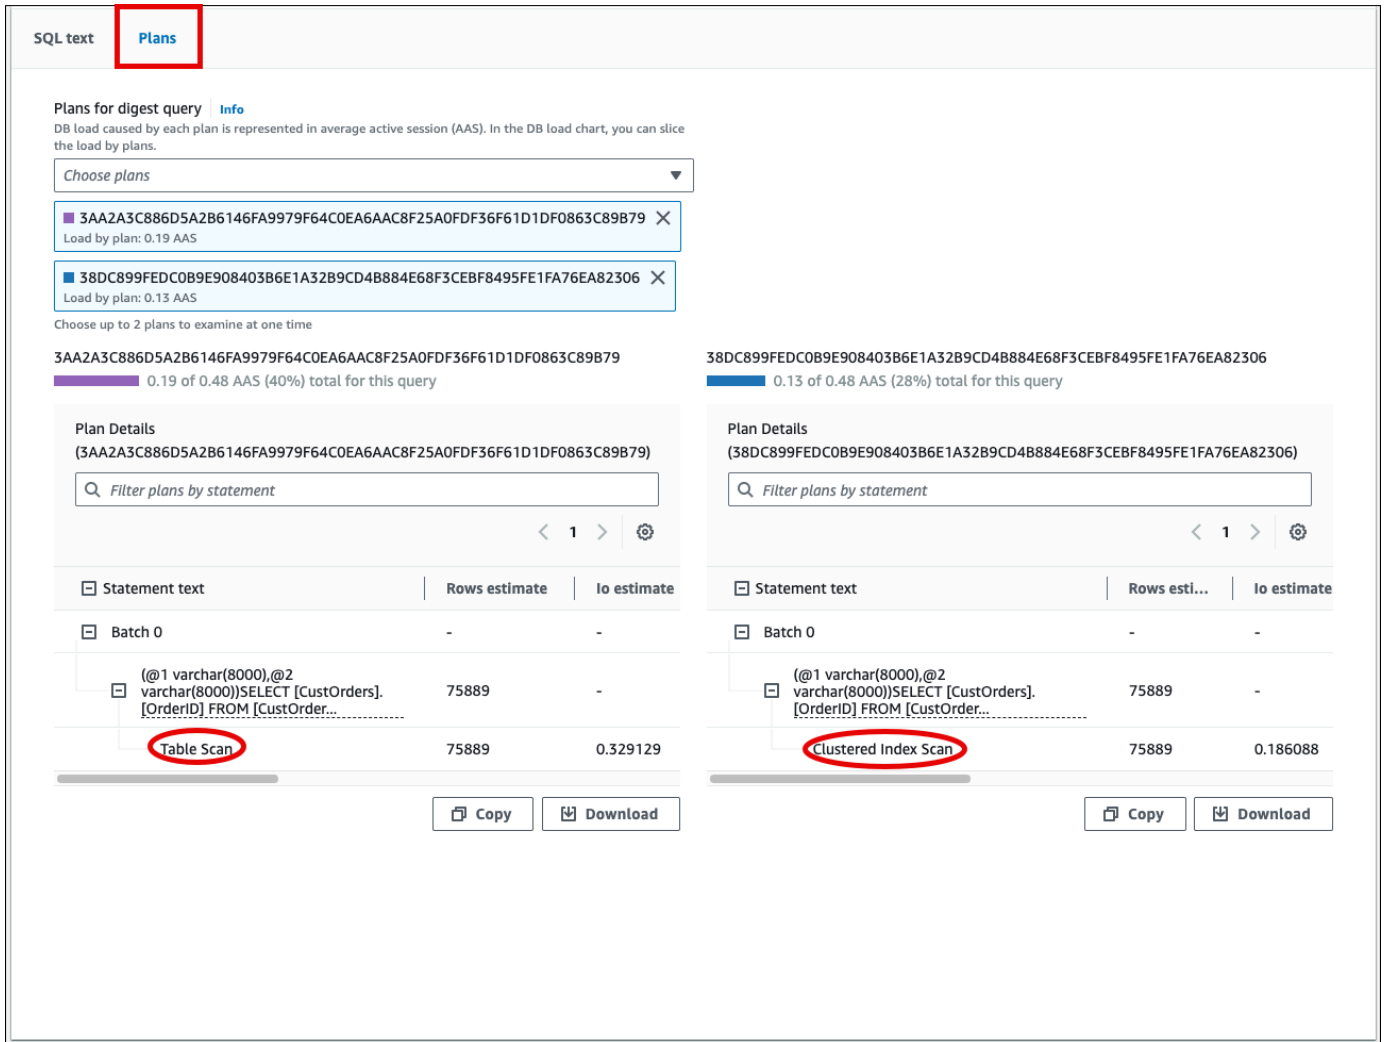 SQL text
Plans
Plans for digest query Info
DB load caused by each plan is represented in average active session (AAS). In the DB load chart, you can slice
the load by plans.
Choose plans
3AA2A3C886D5A2B6146FA9979F64C0EA6AAC8F25A0FDF36F61D1DF0863C89B79
Load by plan: 0.19 AAS
38DC899FEDC0B9E908403B6E1A32B9CD4B884E68F3CEBF8495FE1FA76EA82306
Load by plan: 0.13 AAS
Choose up to 2 plans to examine at one time
3AA2A3C886D5A2B6146FA9979F64C0EA6AAC8F25A0FDF36F61D1DF0863C89B79
0.19 of 0.48 AAS (40%) total for this query
Plan Details
(3AA2A3C886D5A2B6146FA9979F64C0EA6AAC8F25A0FDF36F61D1DF0863C89B79)
Filter plans by statement
1
Statement text Rows estimate Io estimate
Batch 0 - -
(@1 varchar(8000),@2
varchar(8000))SELECT [CustOrders].
[OrderID] FROM [CustOrder...
75889 -
Table Scan 75889 0.329129
Copy Download
38DC899FEDC0B9E908403B6E1A32B9CD4B884E68F3CEBF8495FE1FA76EA82306
0.13 of 0.48 AAS (28%) total for this query
Plan Details
(38DC899FEDC0B9E908403B6E1A32B9CD4B884E68F3CEBF8495FE1FA76EA82306)
Filter plans by statement
1
Statement text Rows esti... Io estimate
Batch 0 - -
(@1 varchar(8000),@2
varchar(8000))SELECT [CustOrders].
[OrderID] FROM [CustOrder...
75889 -
Clustered Index Scan 75889 0.186088
Copy Download